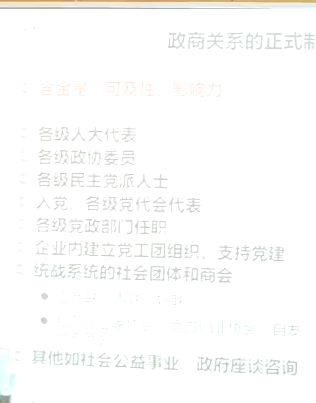 政商关系的正式制
含金量、可及性、影响力
各级人大代表
各级政协委员
各级民主党派人士
入党、各级党代会代表
各级党政部门任职
企业内建立党工团组织、支持党建
统战系统的社会团体和商会
其他如社会公益事业、政府座谈咨询